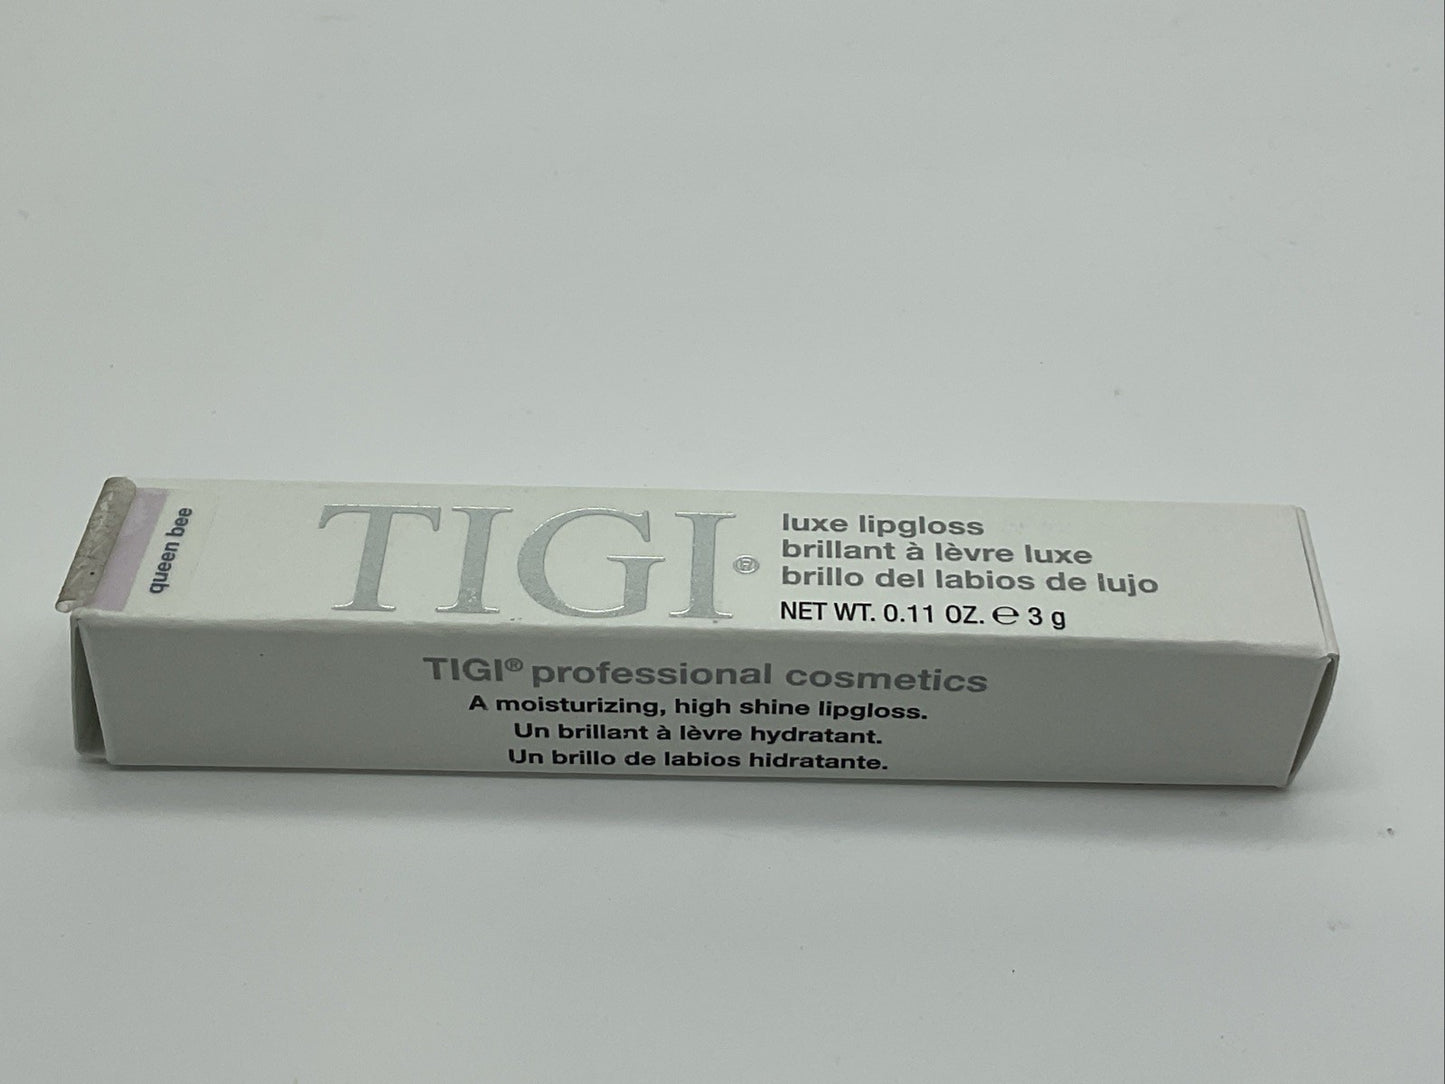 queen bee
TIGI®
luxe lipgloss
brillant à lèvre luxe
brillo del labios de lujo
NET WT. 0.11 OZ. ℮ 3 g
TIGI® professional cosmetics
A moisturizing, high shine lipgloss.
Un brillant à lèvre hydratant.
Un brillo de labios hidratante.